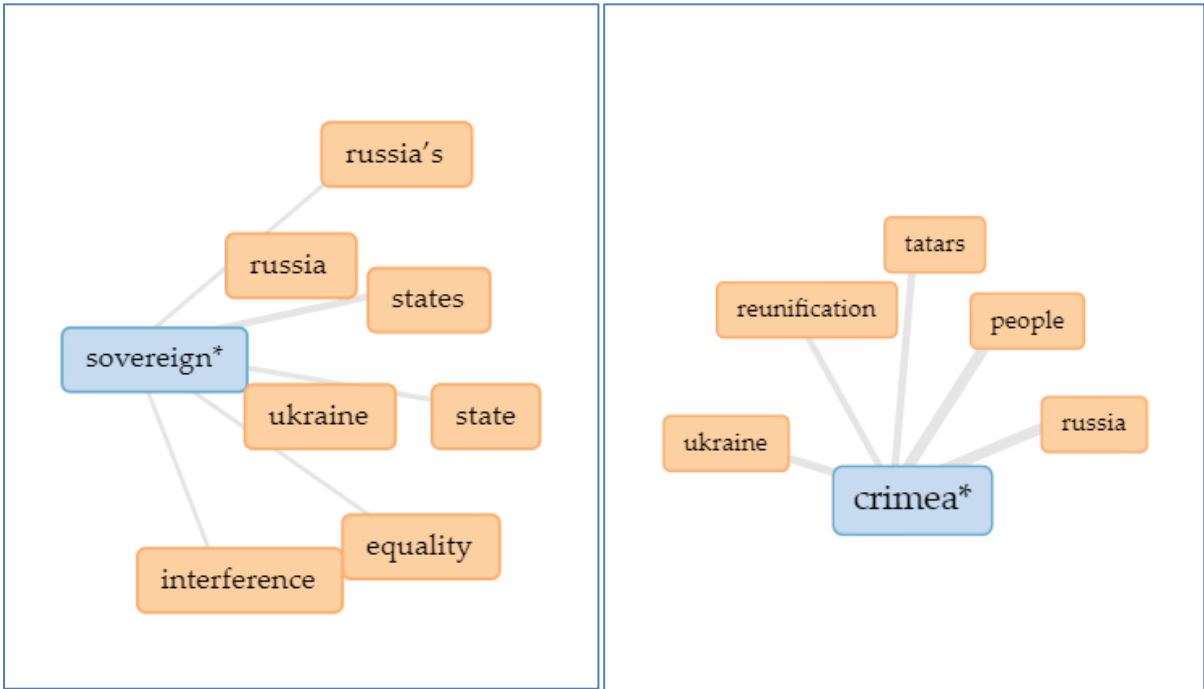 russia’s
russia
states
sovereign*
ukraine
state
equality
interference
tatars
reunification
people
russia
ukraine
crimea*